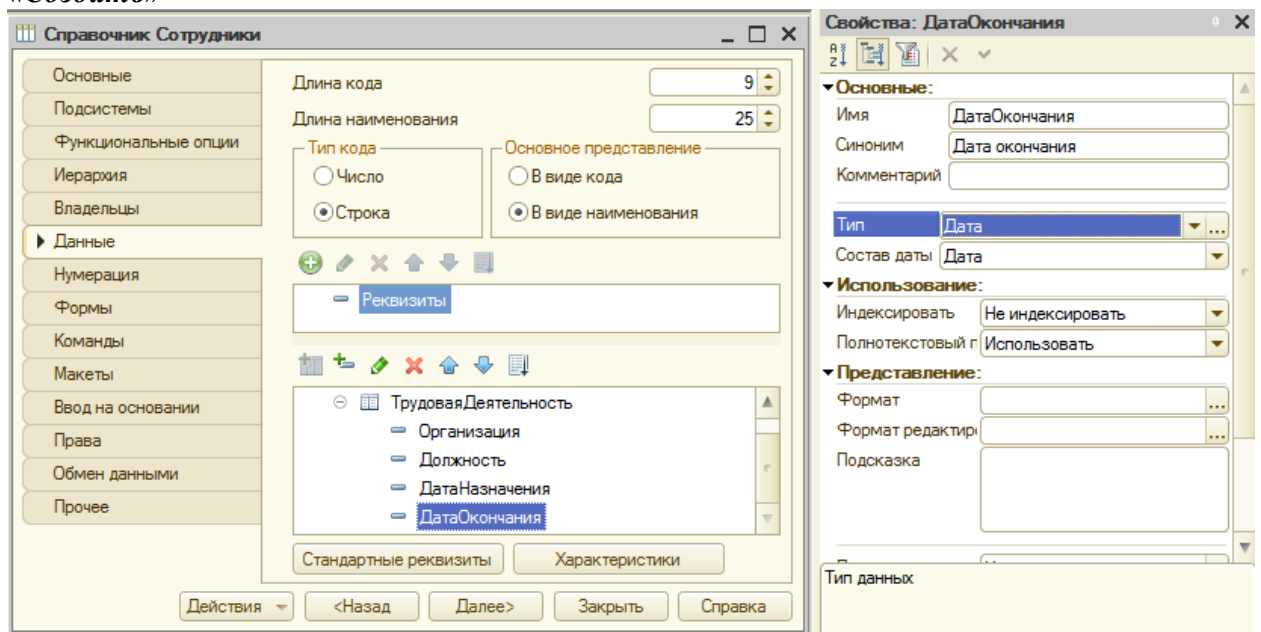 «Создать»
Справочник Сотрудники
Основные
Подсистемы
Функциональные опции
Иерархия
Владельцы
Данные
Нумерация
Формы
Команды
Макеты
Ввод на основании
Права
Обмен данными
Прочее
Длина кода 9
Длина наименования 25
Тип кода
Число
Строка
Основное представление
В виде кода
В виде наименования
Реквизиты
ТрудоваяДеятельность
Организация
Должность
ДатаНазначения
ДатаОкончания
Стандартные реквизиты Характеристики
Действия <Назад Далее> Закрыть Справка
Свойства: ДатаОкончания
Основные:
Имя ДатаОкончания
Синоним Дата окончания
Комментарий
Тип Дата ...
Состав даты Дата
Использование:
Индексировать Не индексировать
Полнотекстовый п Использовать
Представление:
Формат ...
Формат редактиро ...
Подсказка
Тип данных